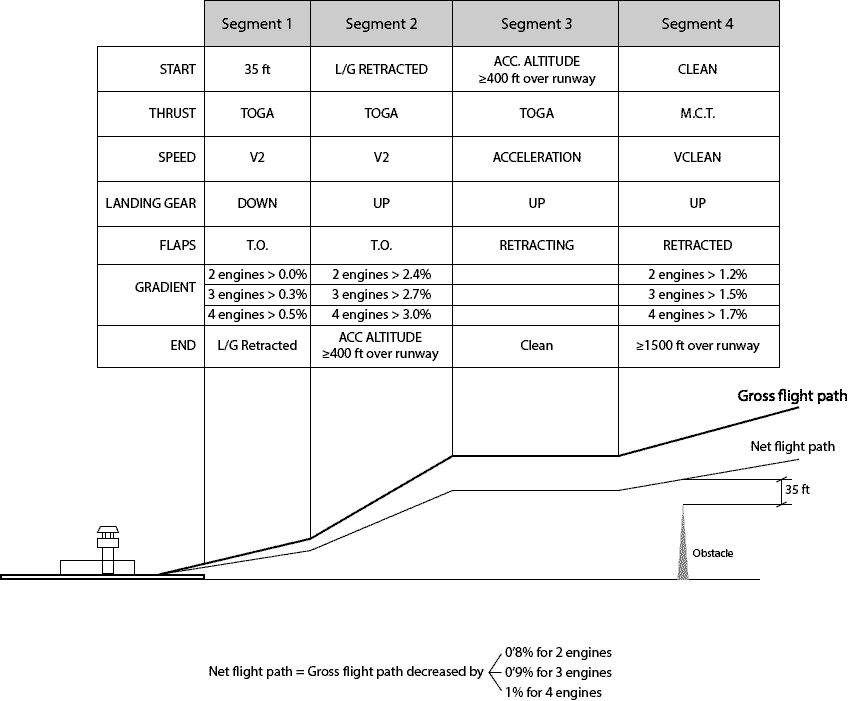 Segment 1 Segment 2 Segment 3 Segment 4
START 35 ft L/G RETRACTED ACC. ALTITUDE ≥400 ft over runway CLEAN
THRUST TOGA TOGA TOGA M.C.T.
SPEED V2 V2 ACCELERATION VCLEAN
LANDING GEAR DOWN UP UP UP
FLAPS T.O. T.O. RETRACTING RETRACTED
GRADIENT
2 engines > 0.0% 2 engines > 2.4% 2 engines > 1.2%
3 engines > 0.3% 3 engines > 2.7% 3 engines > 1.5%
4 engines > 0.5% 4 engines > 3.0% 4 engines > 1.7%
END L/G Retracted ACC ALTITUDE ≥400 ft over runway Clean ≥1500 ft over runway
Gross flight path
Net flight path
35 ft
Obstacle
Net flight path = Gross flight path decreased by
0'8% for 2 engines
0'9% for 3 engines
1% for 4 engines